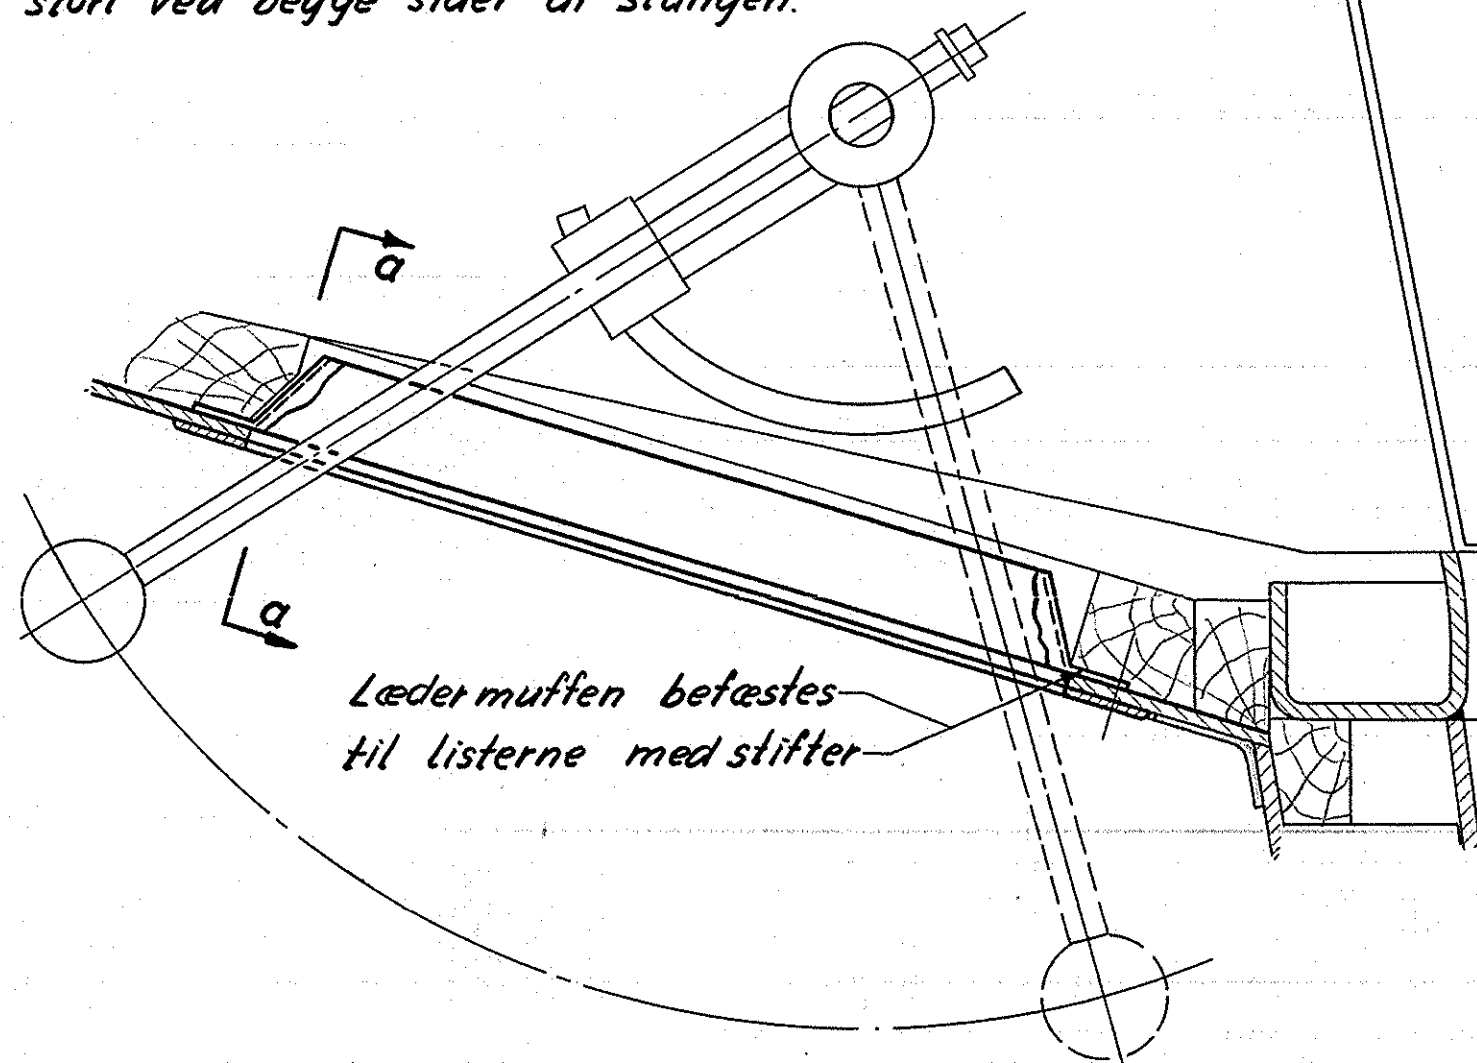 stort ved begge sider af stangen.
a
a
Lædermuffen befæstes
til listerne med stifter